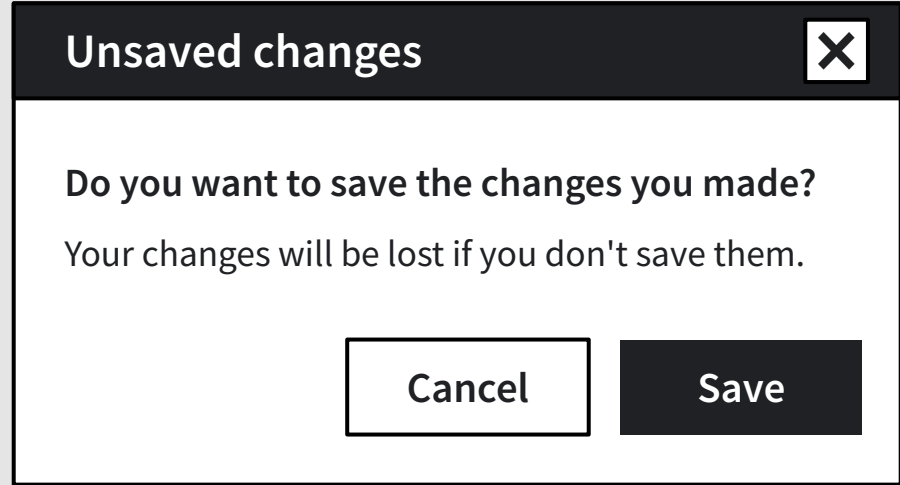 Unsaved changes
Do you want to save the changes you made?
Your changes will be lost if you don't save them.
Cancel
Save